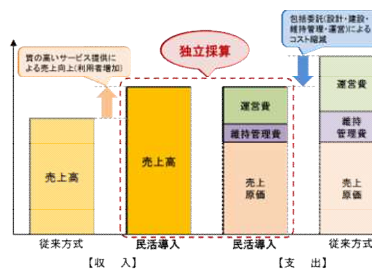 質の高いサービス提供に
よる売上向上(利用者増加)
独立採算
包括委託(設計・建設・
維持管理・運営)による
コスト縮減
売上高
売上高
運営費
維持管理費
売上
原価
運営費
維持
管理費
売上
原価
従来方式
民活導入
民活導入
従来方式
【収 入】
【支 出】